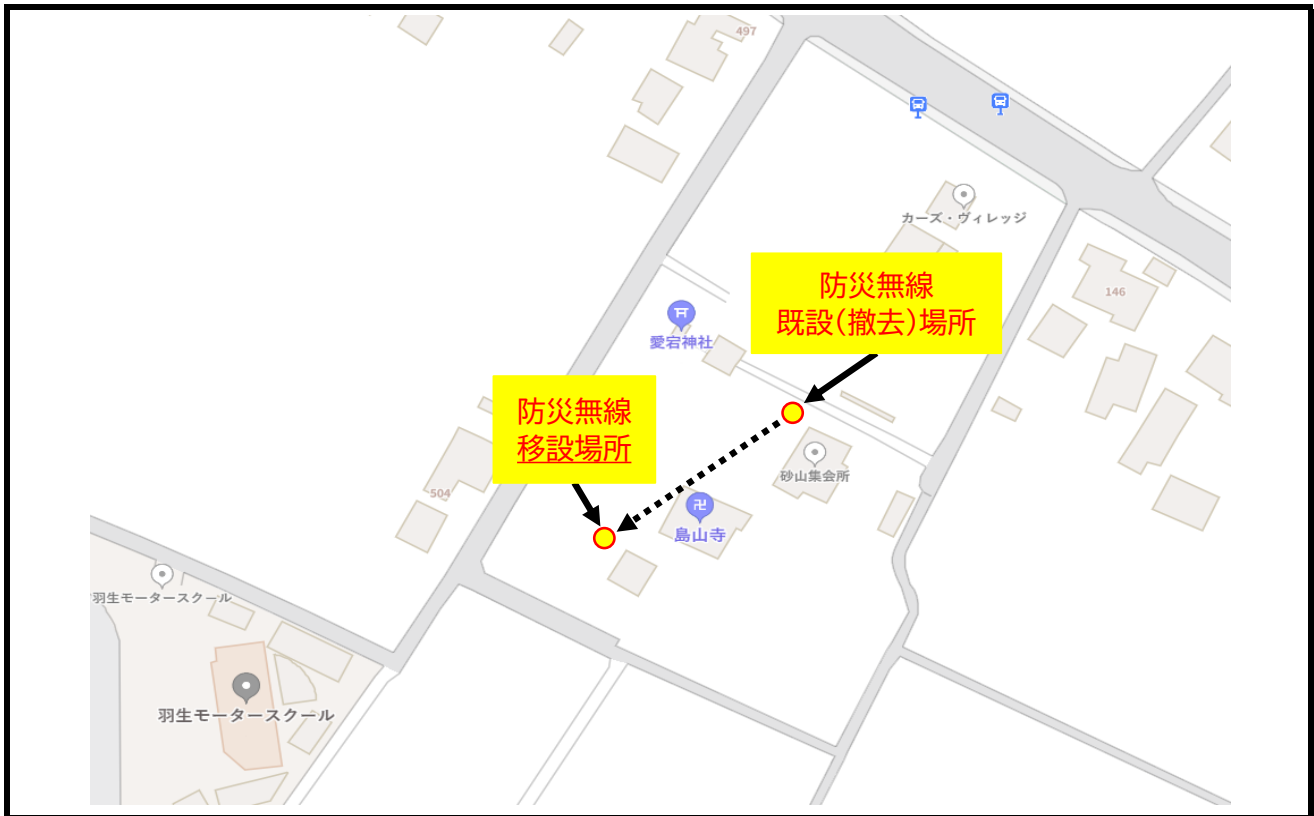 497
カーズ・ヴィレッジ
防災無線
既設(撤去)場所
146
愛宕神社
防災無線
移設場所
砂山集会所
504
島山寺
羽生モータースクール
羽生モータースクール